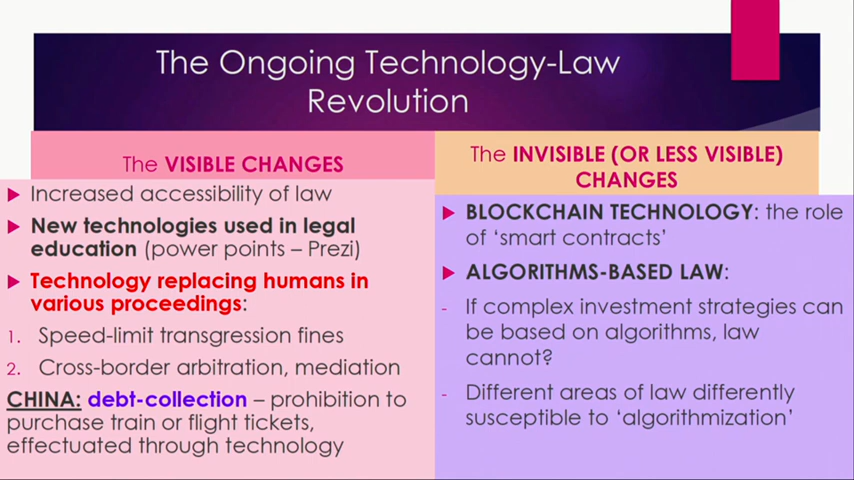 The Ongoing Technology-Law
Revolution
The VISIBLE CHANGES
Increased accessibility of law
New technologies used in legal
education (power points – Prezi)
Technology replacing humans in
various proceedings:
1. Speed-limit transgression fines
2. Cross-border arbitration, mediation
CHINA: debt-collection – prohibition to
purchase train or flight tickets,
effectuated through technology
The INVISIBLE (OR LESS VISIBLE)
CHANGES
BLOCKCHAIN TECHNOLOGY: the role
of ‘smart contracts’
ALGORITHMS-BASED LAW:
- If complex investment strategies can
be based on algorithms, law
cannot?
- Different areas of law differently
susceptible to ‘algorithmization’